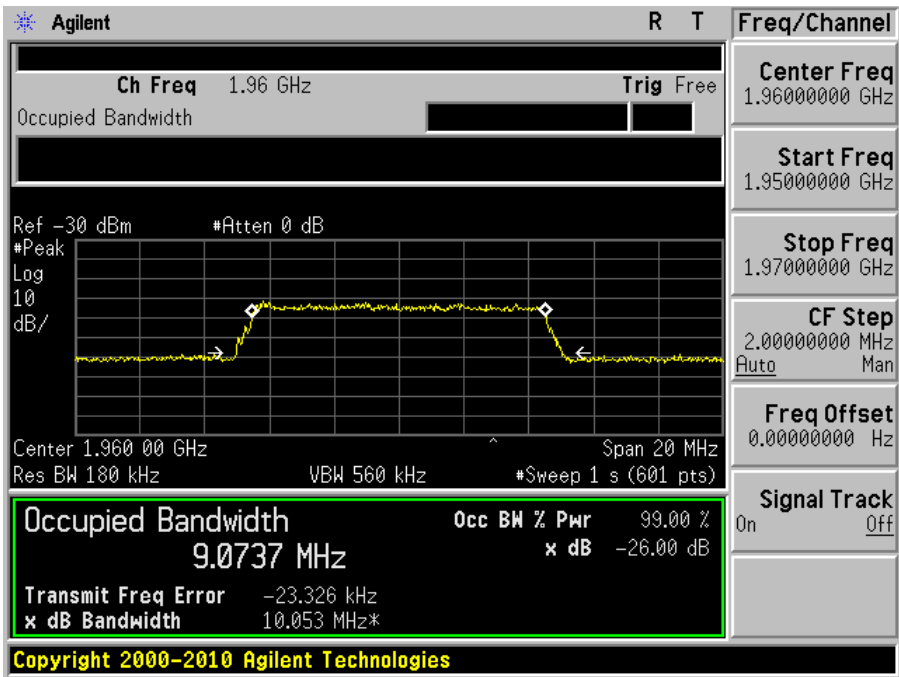 Agilent R T
Ch Freq 1.96 GHz Trig Free
Occupied Bandwidth
Ref -30 dBm #Atten 0 dB
#Peak
Log
10
dB/
Center 1.960 00 GHz Span 20 MHz
Res BW 180 kHz VBW 560 kHz #Sweep 1 s (601 pts)
Occupied Bandwidth Occ BW % Pwr 99.00 %
9.0737 MHz x dB -26.00 dB
Transmit Freq Error -23.326 kHz
x dB Bandwidth 10.053 MHz*
Copyright 2000-2010 Agilent Technologies
Freq/Channel
Center Freq
1.96000000 GHz
Start Freq
1.95000000 GHz
Stop Freq
1.97000000 GHz
CF Step
2.00000000 MHz
Auto Man
Freq Offset
0.00000000 Hz
Signal Track
On Off